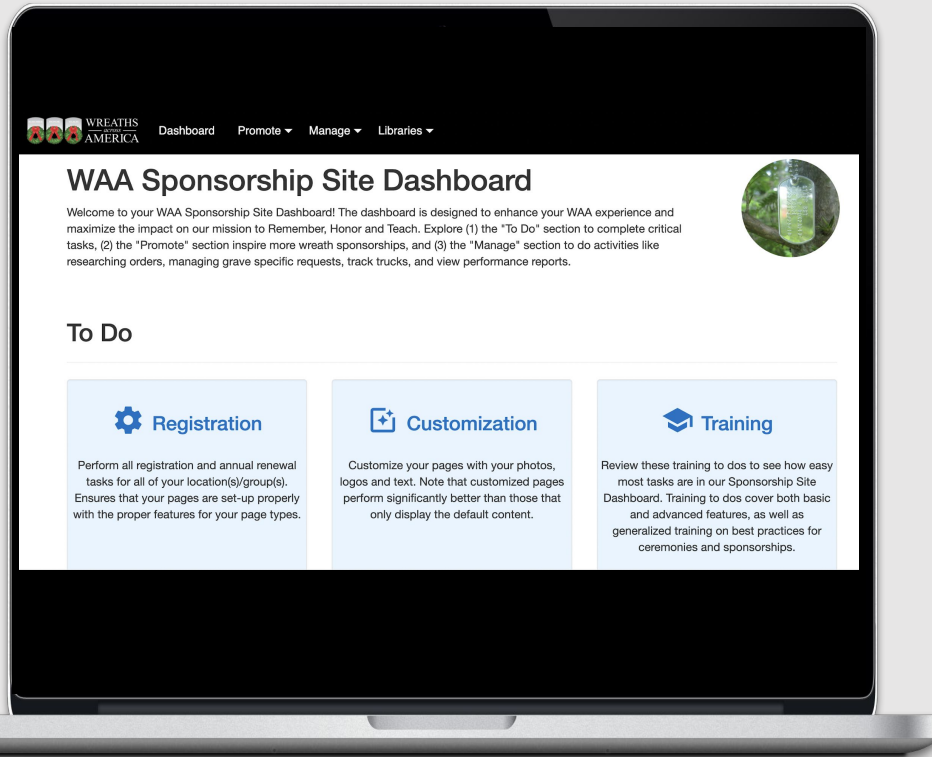 WREATHS
across
AMERICA
Dashboard Promote Manage Libraries
WAA Sponsorship Site Dashboard
Welcome to your WAA Sponsorship Site Dashboard! The dashboard is designed to enhance your WAA experience and
maximize the impact on our mission to Remember, Honor and Teach. Explore (1) the "To Do" section to complete critical
tasks, (2) the "Promote" section inspire more wreath sponsorships, and (3) the "Manage" section to do activities like
researching orders, managing grave specific requests, track trucks, and view performance reports.
To Do
Registration
Perform all registration and annual renewal
tasks for all of your location(s)/group(s).
Ensures that your pages are set-up properly
with the proper features for your page types.
Customization
Customize your pages with your photos,
logos and text. Note that customized pages
perform significantly better than those that
only display the default content.
Training
Review these training to dos to see how easy
most tasks are in our Sponsorship Site
Dashboard. Training to dos cover both basic
and advanced features, as well as
generalized training on best practices for
ceremonies and sponsorships.